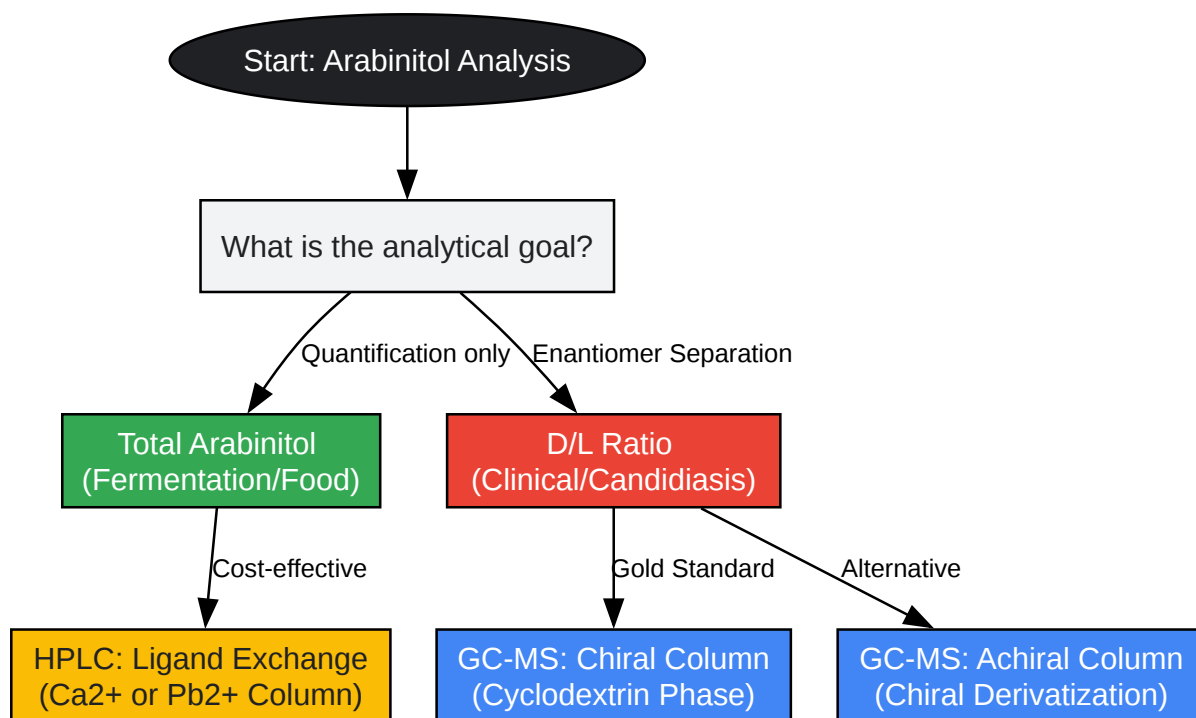 Start: Arabinitol Analysis
What is the analytical goal?
Quantification only
Enantiomer Separation
Total Arabinitol
(Fermentation/Food)
D/L Ratio
(Clinical/Candidiasis)
Cost-effective
Gold Standard
Alternative
HPLC: Ligand Exchange
(Ca2+ or Pb2+ Column)
GC-MS: Chiral Column
(Cyclodextrin Phase)
GC-MS: Achiral Column
(Chiral Derivatization)